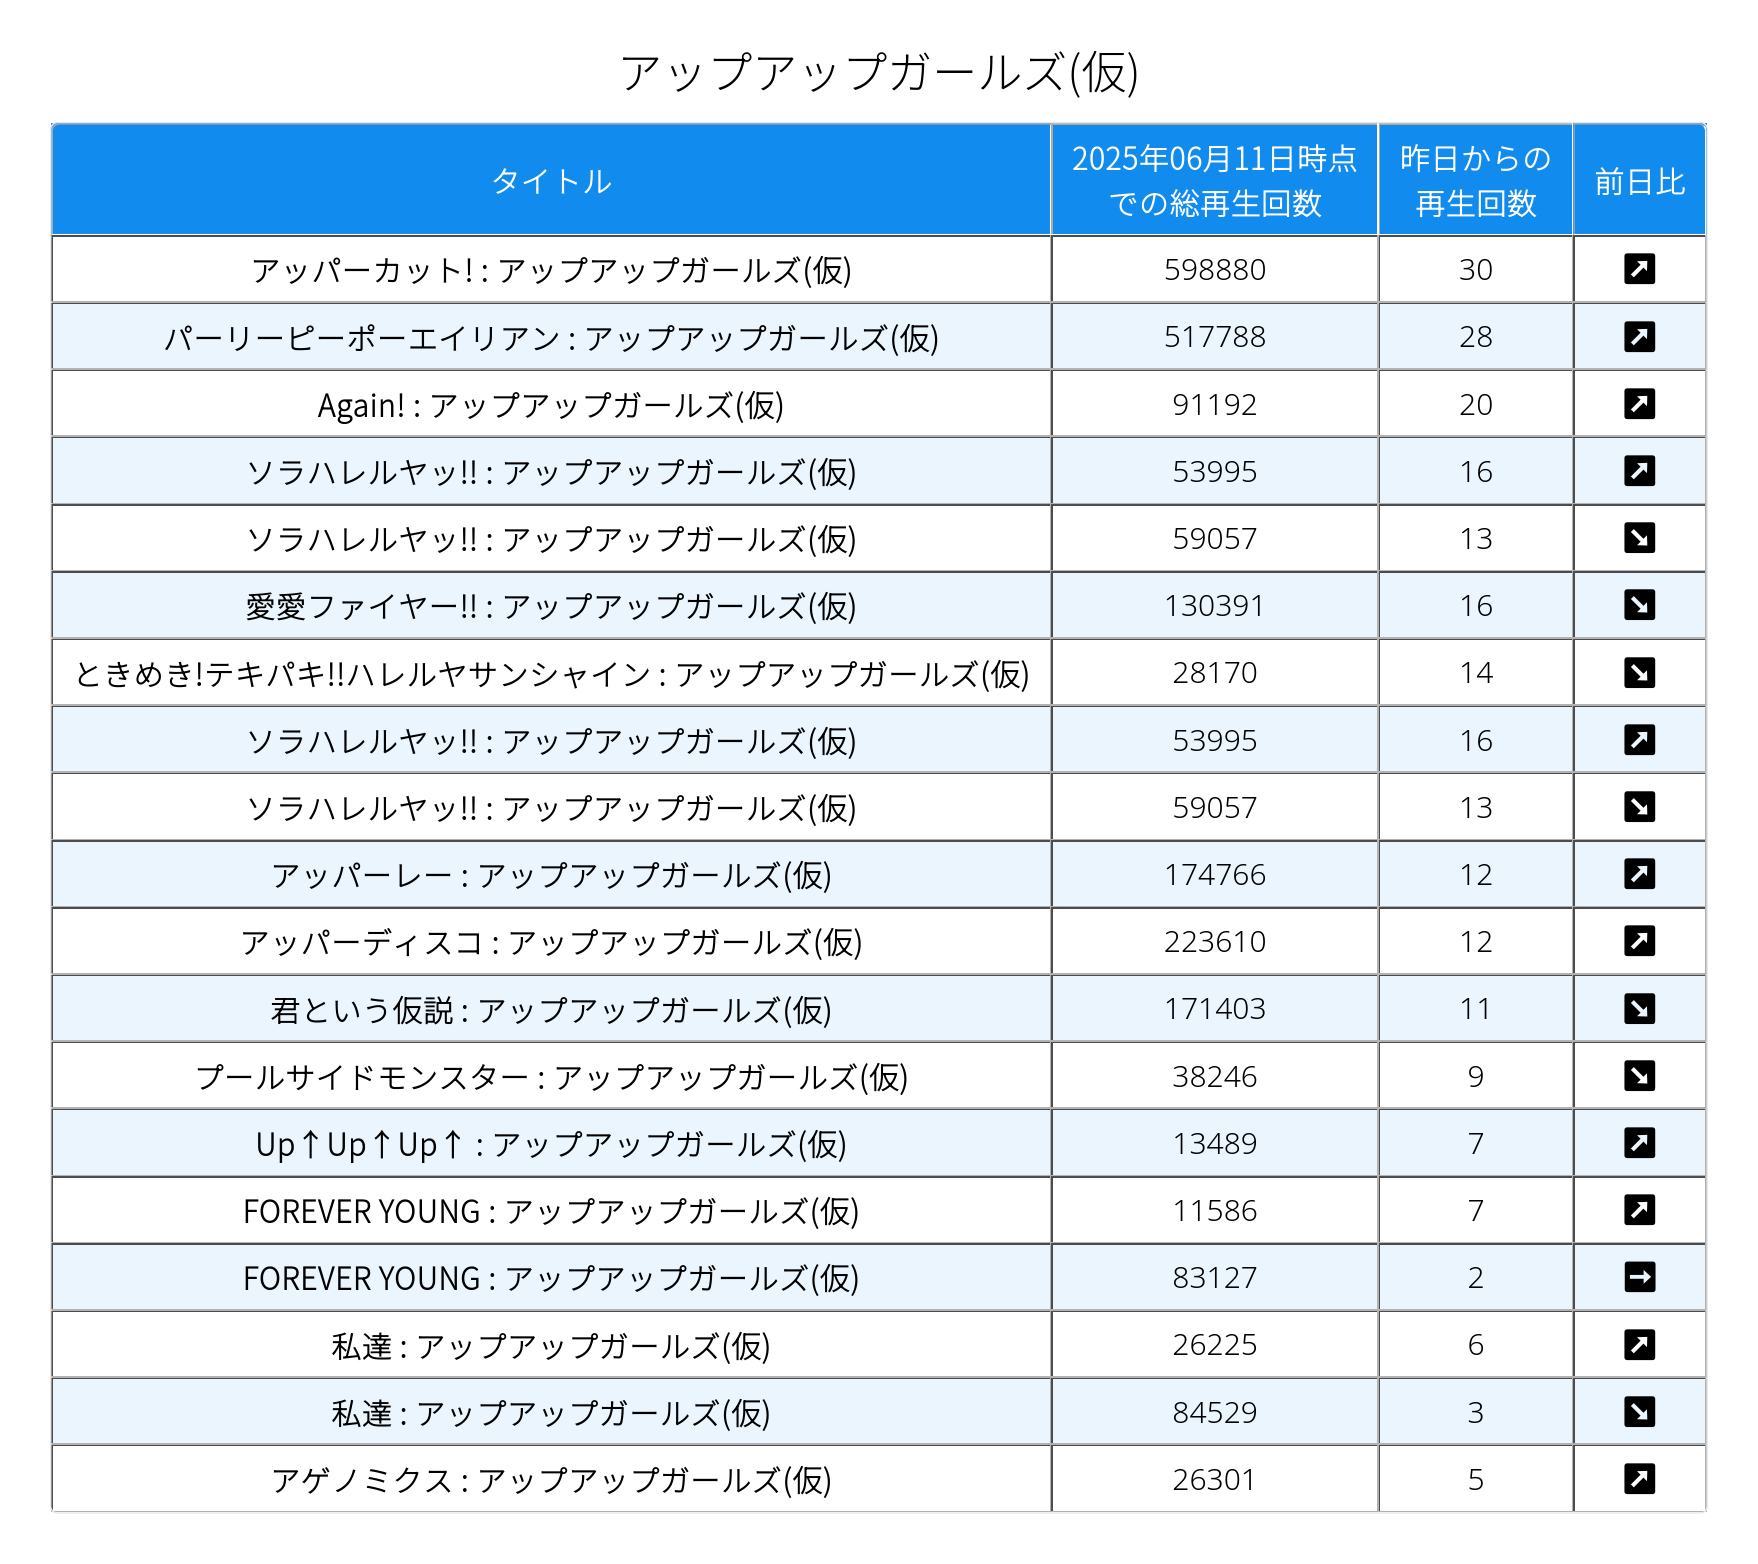 アップアップガールズ(仮)
タイトル 2025年06月11日時点での総再生回数 昨日からの再生回数 前日比
アッパーカット! : アップアップガールズ(仮) 598880 30 ↗
パーリーピーポーエイリアン : アップアップガールズ(仮) 517788 28 ↗
Again! : アップアップガールズ(仮) 91192 20 ↗
ソラハレルヤッ!! : アップアップガールズ(仮) 53995 16 ↗
ソラハレルヤッ!! : アップアップガールズ(仮) 59057 13 ↘
愛愛ファイヤー!! : アップアップガールズ(仮) 130391 16 ↘
ときめき!テキパキ!!ハレルヤサンシャイン : アップアップガールズ(仮) 28170 14 ↘
ソラハレルヤッ!! : アップアップガールズ(仮) 53995 16 ↗
ソラハレルヤッ!! : アップアップガールズ(仮) 59057 13 ↘
アッパーレー : アップアップガールズ(仮) 174766 12 ↗
アッパーディスコ : アップアップガールズ(仮) 223610 12 ↗
君という仮説 : アップアップガールズ(仮) 171403 11 ↘
プールサイドモンスター : アップアップガールズ(仮) 38246 9 ↘
Up↑Up↑Up↑ : アップアップガールズ(仮) 13489 7 ↗
FOREVER YOUNG : アップアップガールズ(仮) 11586 7 ↗
FOREVER YOUNG : アップアップガールズ(仮) 83127 2 →
私達 : アップアップガールズ(仮) 26225 6 ↗
私達 : アップアップガールズ(仮) 84529 3 ↘
アゲノミクス : アップアップガールズ(仮) 26301 5 ↗